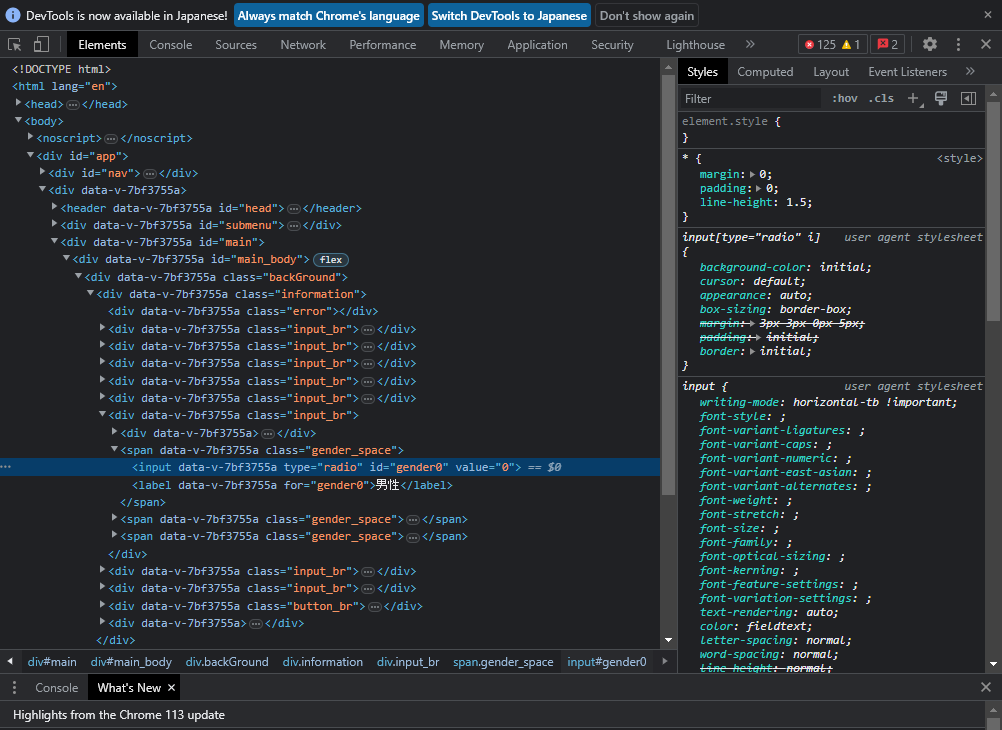 DevTools is now available in Japanese! Always match Chrome's language Switch DevTools to Japanese Don't show again
Elements Console Sources Network Performance Memory Application Security Lighthouse 125 1 2
<!DOCTYPE html>
<html lang="en">
<head>…</head>
<body>
<noscript>…</noscript>
<div id="app">
<div id="nav">…</div>
<div data-v-7bf3755a>
<header data-v-7bf3755a id="head">…</header>
<div data-v-7bf3755a id="submenu">…</div>
<div data-v-7bf3755a id="main">
<div data-v-7bf3755a id="main_body"> flex
<div data-v-7bf3755a class="backGround">
<div data-v-7bf3755a class="information">
<div data-v-7bf3755a class="error"></div>
<div data-v-7bf3755a class="input_br">…</div>
<div data-v-7bf3755a class="input_br">…</div>
<div data-v-7bf3755a class="input_br">…</div>
<div data-v-7bf3755a class="input_br">…</div>
<div data-v-7bf3755a class="input_br">…</div>
<div data-v-7bf3755a class="input_br">
<div data-v-7bf3755a>…</div>
<span data-v-7bf3755a class="gender_space">
<input data-v-7bf3755a type="radio" id="gender0" value="0"> == $0
<label data-v-7bf3755a for="gender0">男性</label>
</span>
<span data-v-7bf3755a class="gender_space">…</span>
<span data-v-7bf3755a class="gender_space">…</span>
</div>
<div data-v-7bf3755a class="input_br">…</div>
<div data-v-7bf3755a class="input_br">…</div>
<div data-v-7bf3755a class="button_br">…</div>
<div data-v-7bf3755a>…</div>
</div>
div#main div#main_body div.backGround div.information div.input_br span.gender_space input#gender0
Styles Computed Layout Event Listeners
Filter :hov .cls
element.style {
}
* { <style>
margin: 0;
padding: 0;
line-height: 1.5;
}
input[type="radio" i] user agent stylesheet
{
background-color: initial;
cursor: default;
appearance: auto;
box-sizing: border-box;
margin: 3px 3px 0px 5px;
padding: initial;
border: initial;
}
input { user agent stylesheet
writing-mode: horizontal-tb !important;
font-style: ;
font-variant-ligatures: ;
font-variant-caps: ;
font-variant-numeric: ;
font-variant-east-asian: ;
font-variant-alternates: ;
font-weight: ;
font-stretch: ;
font-size: ;
font-family: ;
font-optical-sizing: ;
font-kerning: ;
font-feature-settings: ;
font-variation-settings: ;
text-rendering: auto;
color: fieldtext;
letter-spacing: normal;
word-spacing: normal;
line-height: normal;
Console What's New
Highlights from the Chrome 113 update